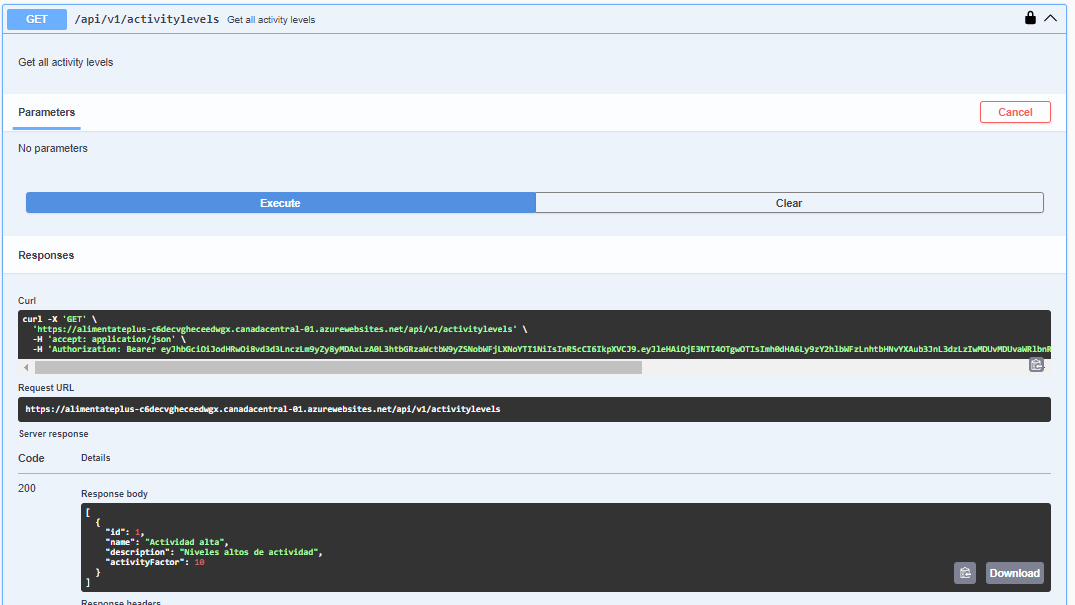 GET /api/v1/activitylevels Get all activity levels
Get all activity levels
Parameters
Cancel
No parameters
Execute
Clear
Responses
Curl
curl -X 'GET' \
'https://alimentateplus-c6decvgheceedwgx.canadacentral-01.azurewebsites.net/api/v1/activitylevels' \
-H 'accept: application/json' \
-H 'Authorization: Bearer
Request URL
https://alimentateplus-c6decvgheceedwgx.canadacentral-01.azurewebsites.net/api/v1/activitylevels
Server response
Code Details
200
Response body
[
{
"id": 1,
"name": "Actividad alta",
"description": "Niveles altos de actividad",
"activityFactor": 10
}
]
Download
Response headers